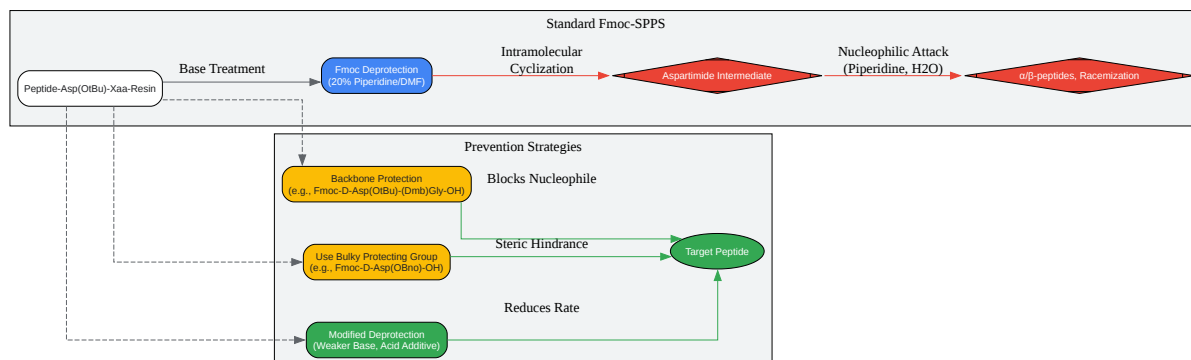 Standard Fmoc-SPPS
Peptide-Asp(OtBu)-Xaa-Resin
Base Treatment
Fmoc Deprotection
(20% Piperidine/DMF)
Intramolecular
Cyclization
Aspartimide Intermediate
Nucleophilic Attack
(Piperidine, H2O)
α/β-peptides, Racemization
Prevention Strategies
Backbone Protection
(e.g., Fmoc-D-Asp(OtBu)-(Dmb)Gly-OH)
Blocks Nucleophile
Use Bulky Protecting Group
(e.g., Fmoc-D-Asp(OBno)-OH)
Steric Hindrance
Target Peptide
Modified Deprotection
(Weaker Base, Acid Additive)
Reduces Rate